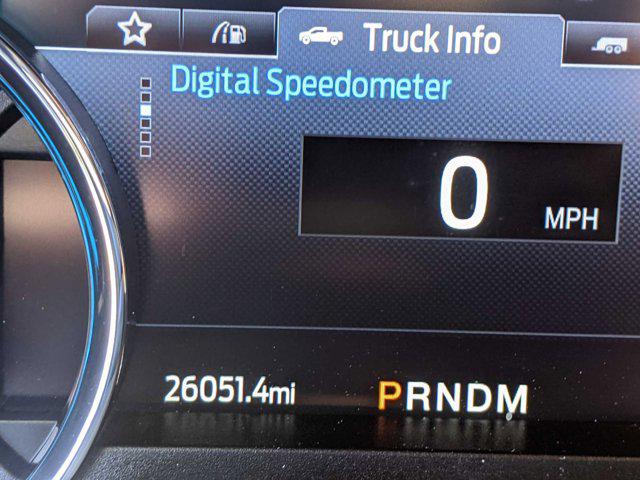 Truck Info
Digital Speedometer
0 MPH
26051.4mi PRNDM